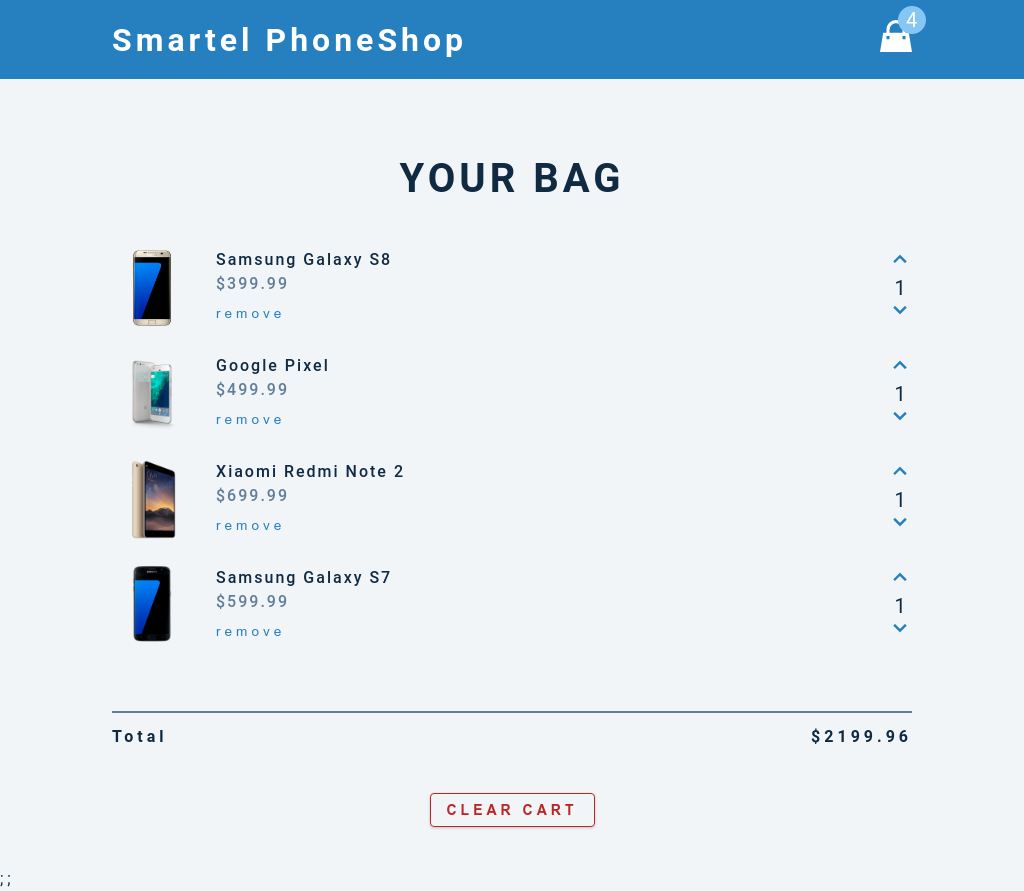 Smartel PhoneShop
4
YOUR BAG
Samsung Galaxy S8
$399.99
remove
1
Google Pixel
$499.99
remove
1
Xiaomi Redmi Note 2
$699.99
remove
1
Samsung Galaxy S7
$599.99
remove
1
Total $2199.96
CLEAR CART
;;